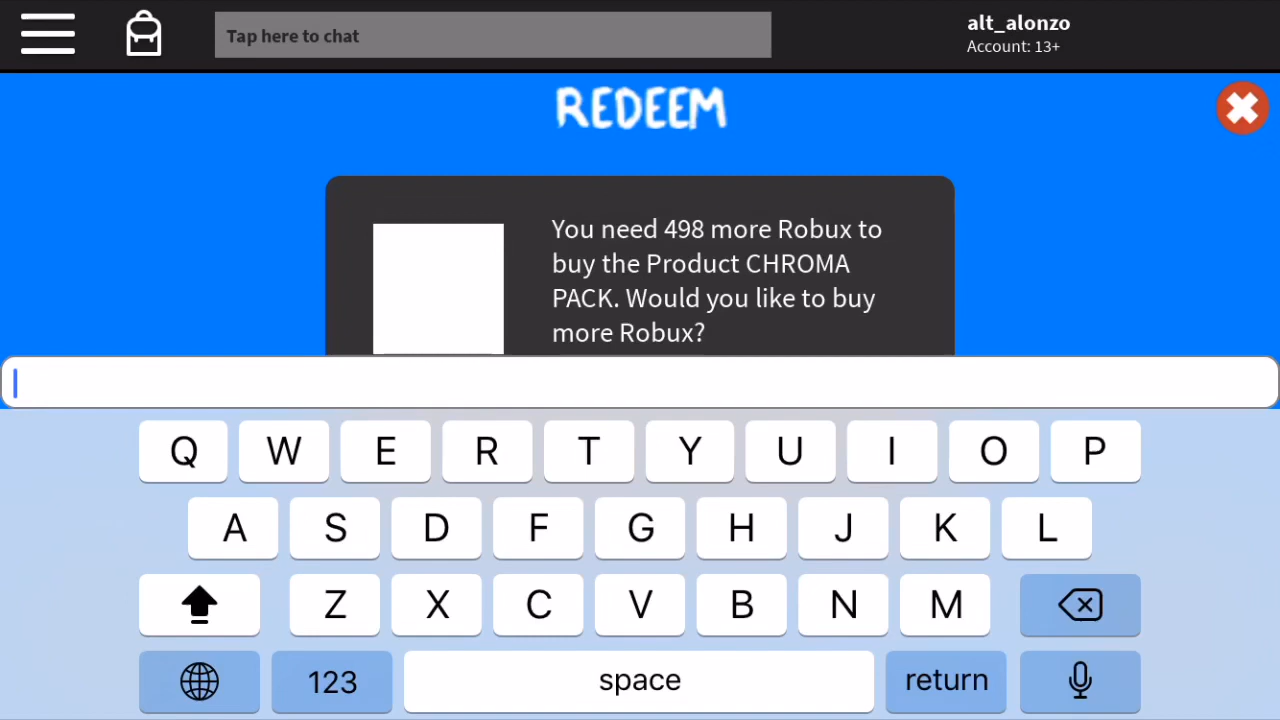 Tap here to chat
alt_alonzo
Account: 13+
REDEEM
You need 498 more Robux to
buy the Product CHROMA
PACK. Would you like to buy
more Robux?
Q W E R T Y U I O P
A S D F G H J K L
Z X C V B N M
123 space return